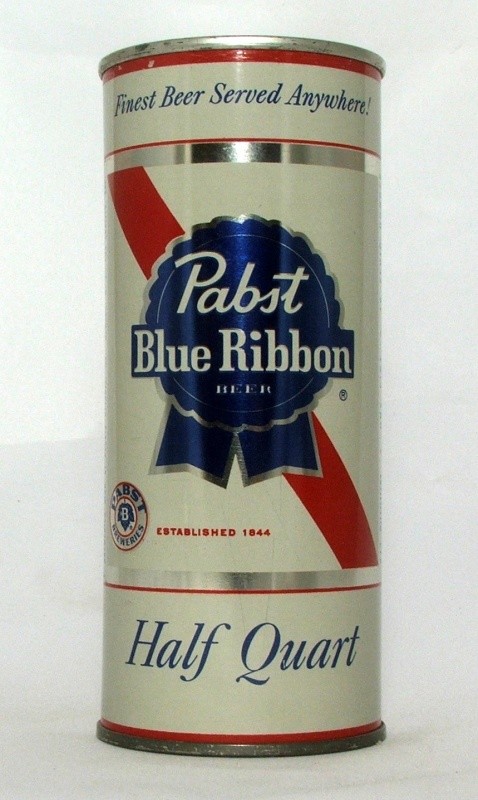 Finest Beer Served Anywhere!
Pabst
Blue Ribbon
BEER
®
PABST
B
BREWERIES
ESTABLISHED 1844
Half Quart